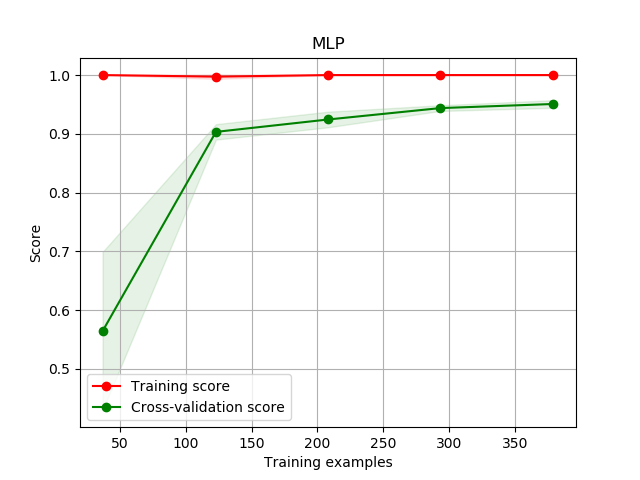 MLP
1.0
0.9
0.8
0.7
0.6
0.5
Score
Training score
Cross-validation score
50 100 150 200 250 300 350
Training examples